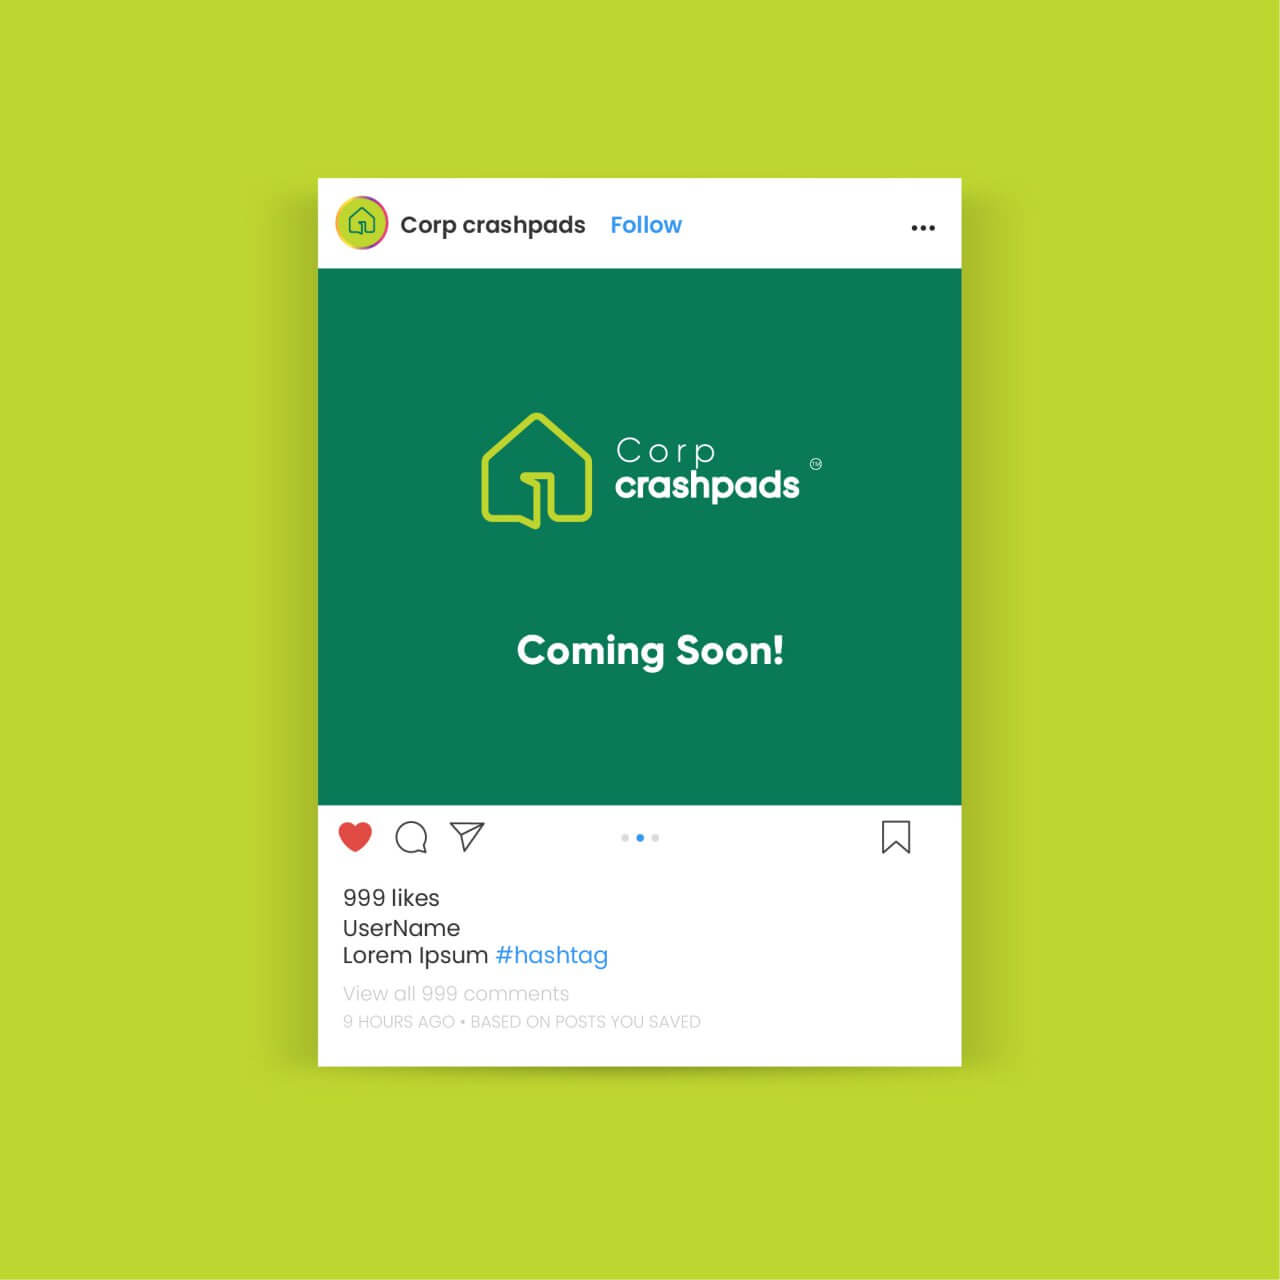 Corp crashpads Follow
Corp
crashpads TM
Coming Soon!
999 likes
UserName
Lorem Ipsum #hashtag
View all 999 comments
9 HOURS AGO • BASED ON POSTS YOU SAVED